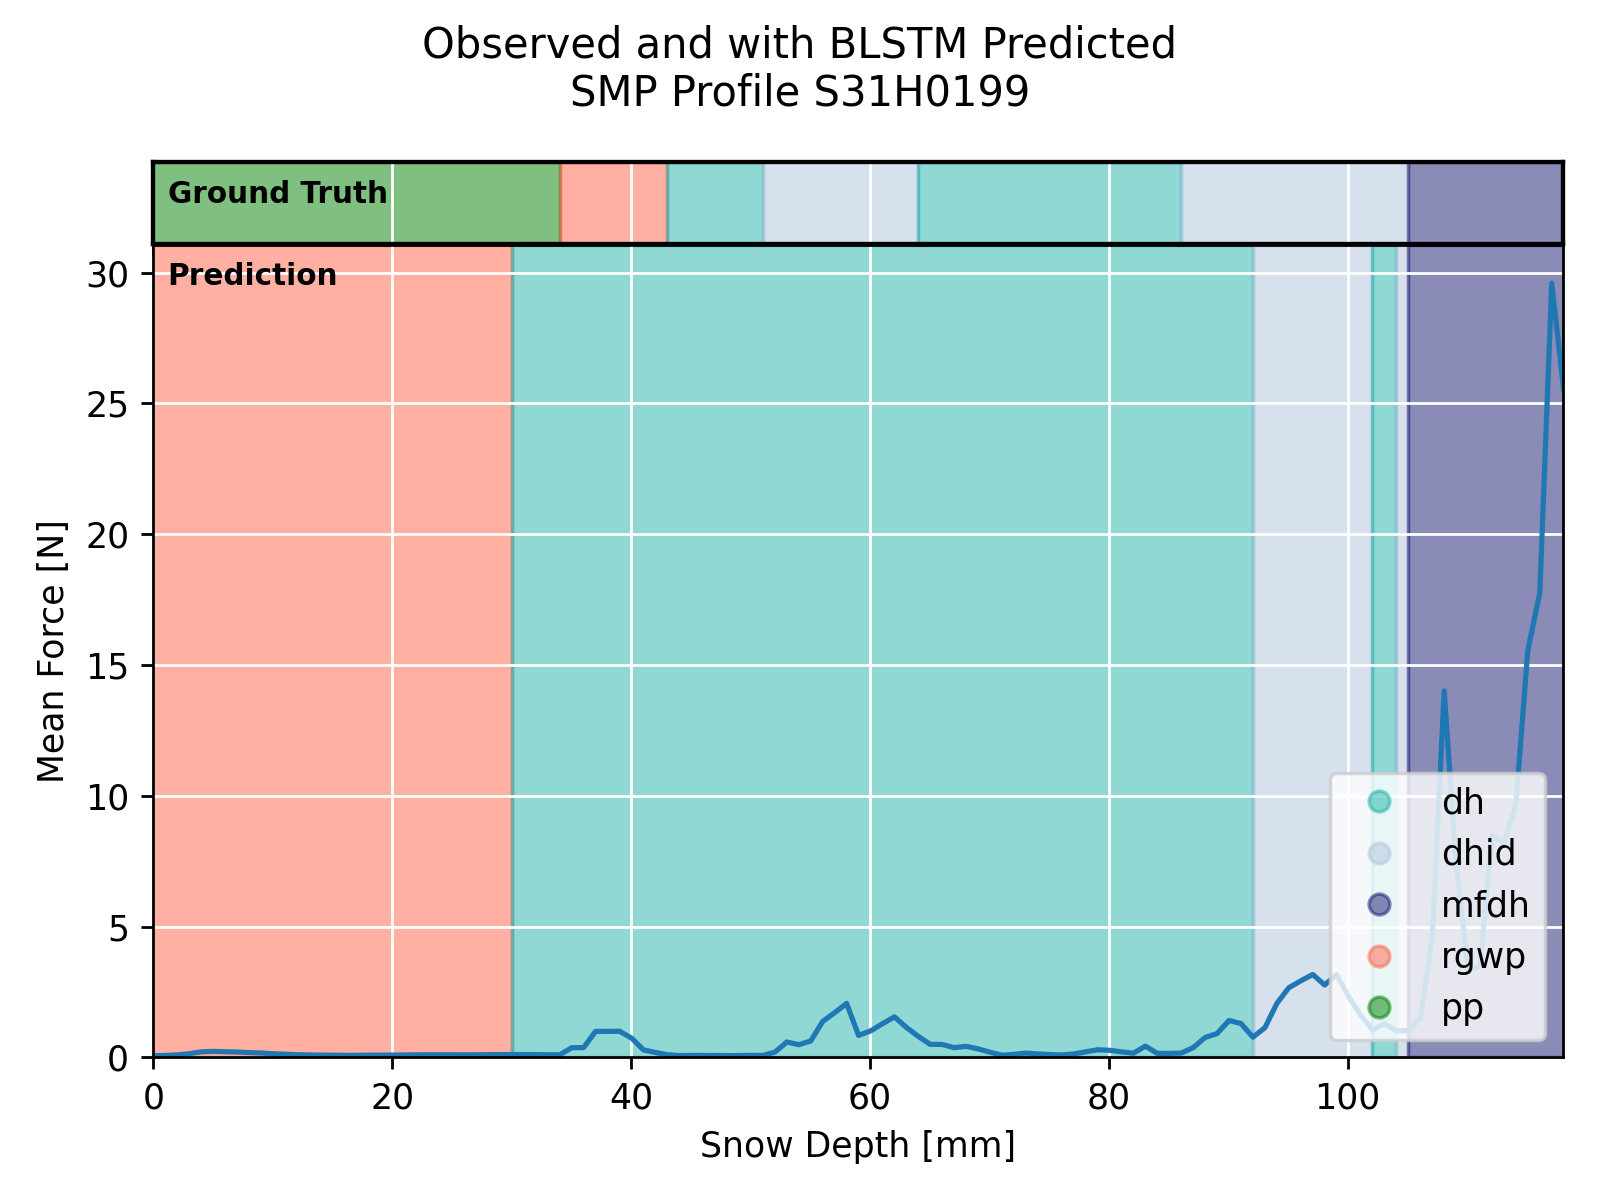 Observed and with BLSTM Predicted
SMP Profile S31H0199
Ground Truth
Prediction
30
25
20
15
10
5
0
Mean Force [N]
dh
dhid
mfdh
rgwp
pp
0 20 40 60 80 100
Snow Depth [mm]